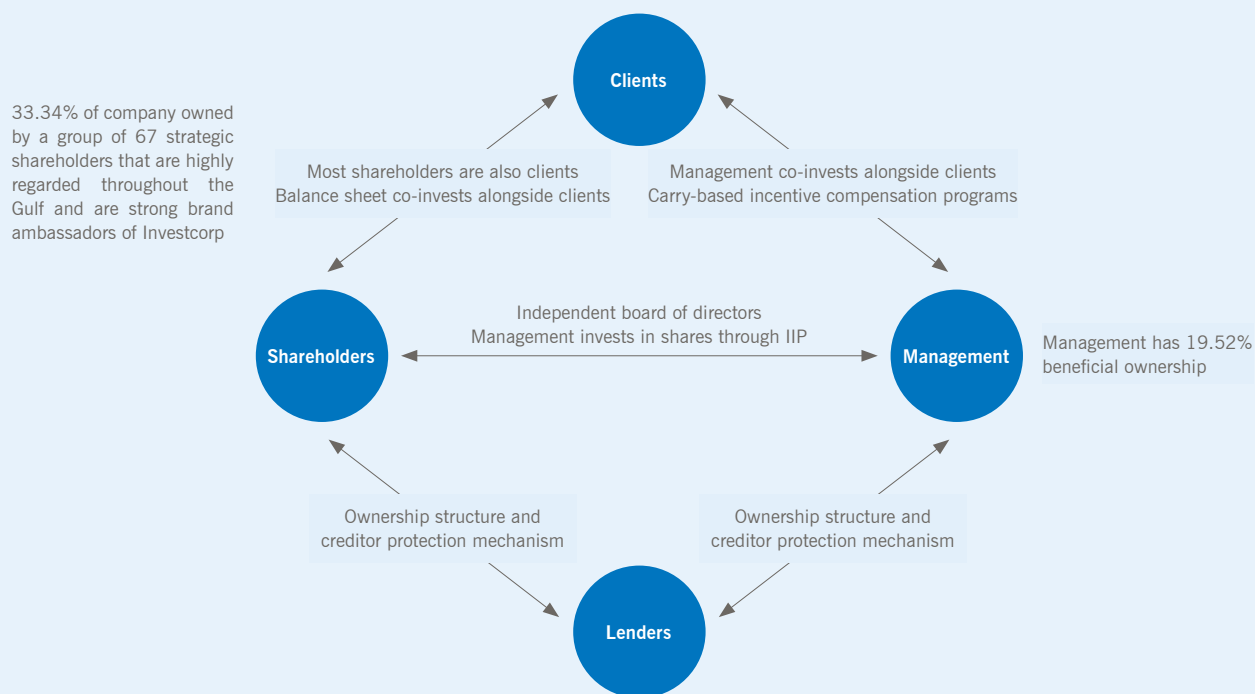 Clients
33.34% of company owned
by a group of 67 strategic
shareholders that are highly
regarded throughout the
Gulf and are strong brand
ambassadors of Investcorp
Most shareholders are also clients
Balance sheet co-invests alongside clients
Management co-invests alongside clients
Carry-based incentive compensation programs
Independent board of directors
Management invests in shares through IIP
Shareholders
Management
Management has 19.52%
beneficial ownership
Ownership structure and
creditor protection mechanism
Ownership structure and
creditor protection mechanism
Lenders